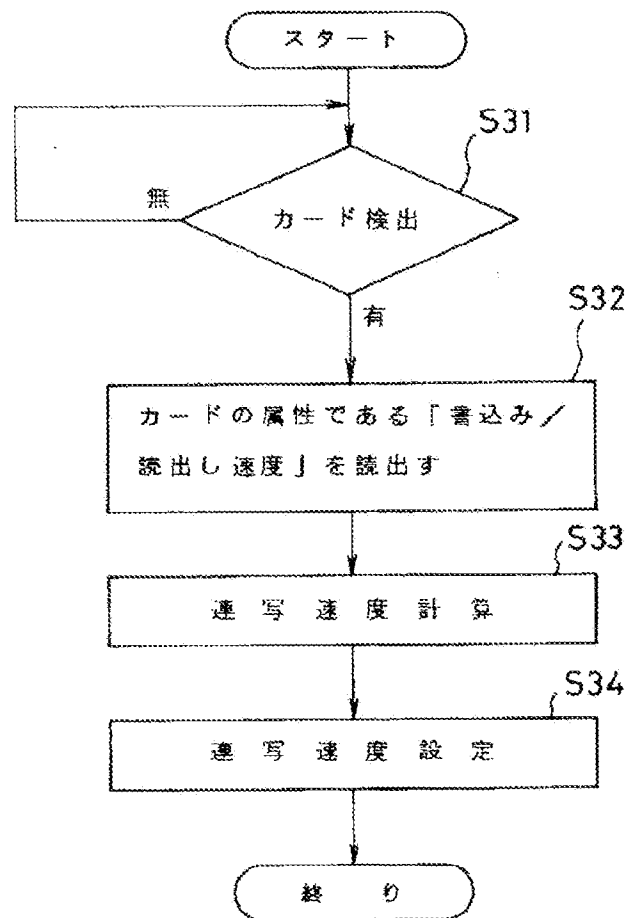 スタート
S31
無
カード検出
有
S32
カードの属性である「書込み／
読出し速度」を読出す
S33
連写速度計算
S34
連写速度設定
終り